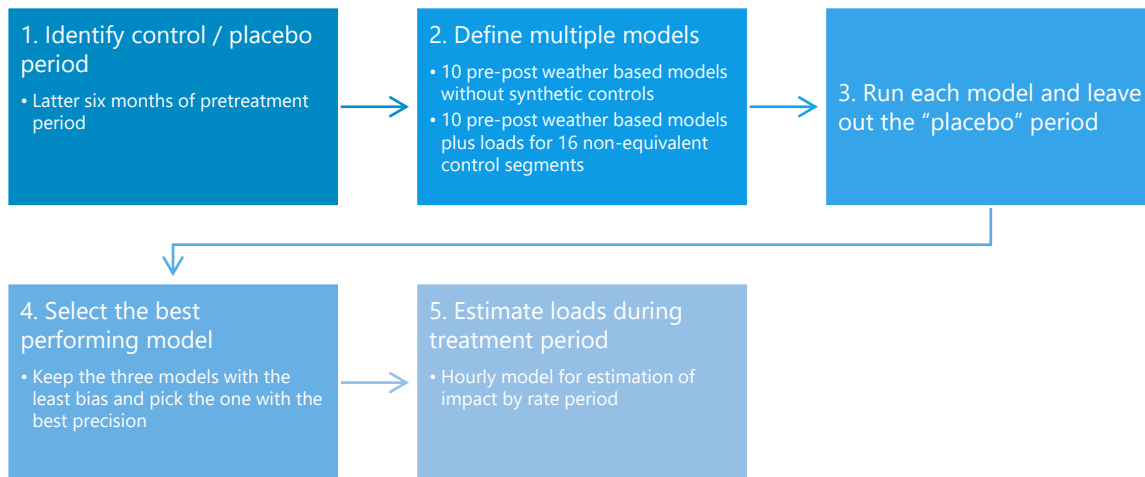 1. Identify control / placebo
period
• Latter six months of pretreatment
period
2. Define multiple models
• 10 pre-post weather based models
without synthetic controls
• 10 pre-post weather based models
plus loads for 16 non-equivalent
control segments
3. Run each model and leave
out the “placebo” period
4. Select the best
performing model
• Keep the three models with the
least bias and pick the one with the
best precision
5. Estimate loads during
treatment period
• Hourly model for estimation of
impact by rate period